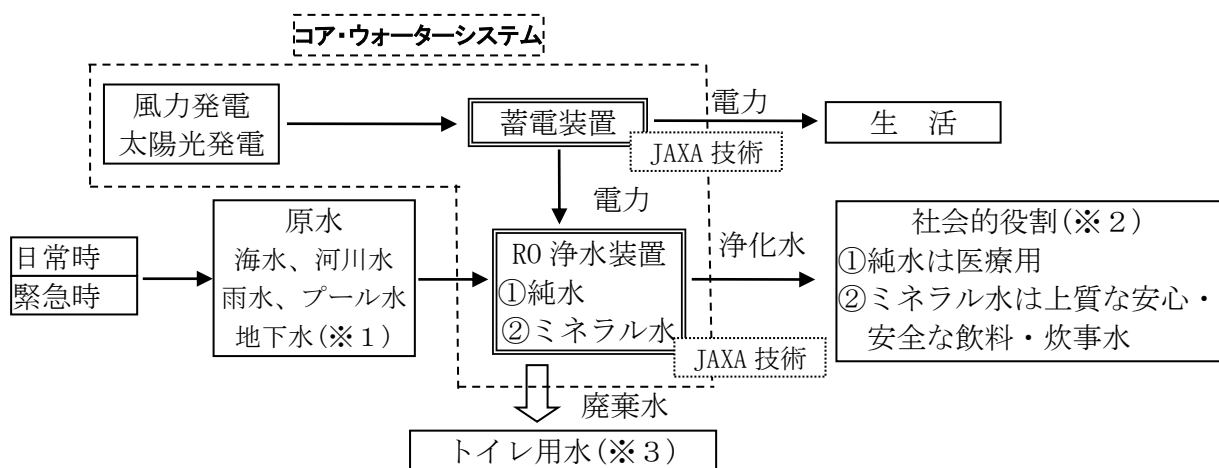 コア・ウォーターシステム
風力発電
太陽光発電
蓄電装置
電力
生　活
JAXA 技術
電力
日常時
緊急時
原水
海水、河川水
雨水、プール水
地下水(※１)
RO 浄水装置
①純水
②ミネラル水
JAXA 技術
浄化水
社会的役割(※２)
①純水は医療用
②ミネラル水は上質な安心・
安全な飲料・炊事水
廃棄水
トイレ用水(※３)